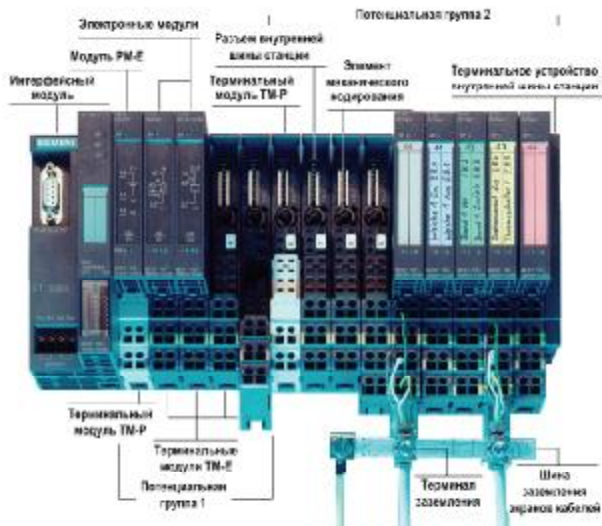 Потенциальная группа 2
Электронные модули
Модуль PM-E
Интерфейсный
модуль
Разъем внутренней
шины станции
Терминальный
модуль TM-P
Элемент
механического
кодирования
Терминальное устройство
внутренней шины станции
SIEMENS
Терминальный
модуль TM-P
Терминальные
модули TM-E
Потенциальная
группа 1
Терминал
заземления
Шина
заземления
экранов кабелей